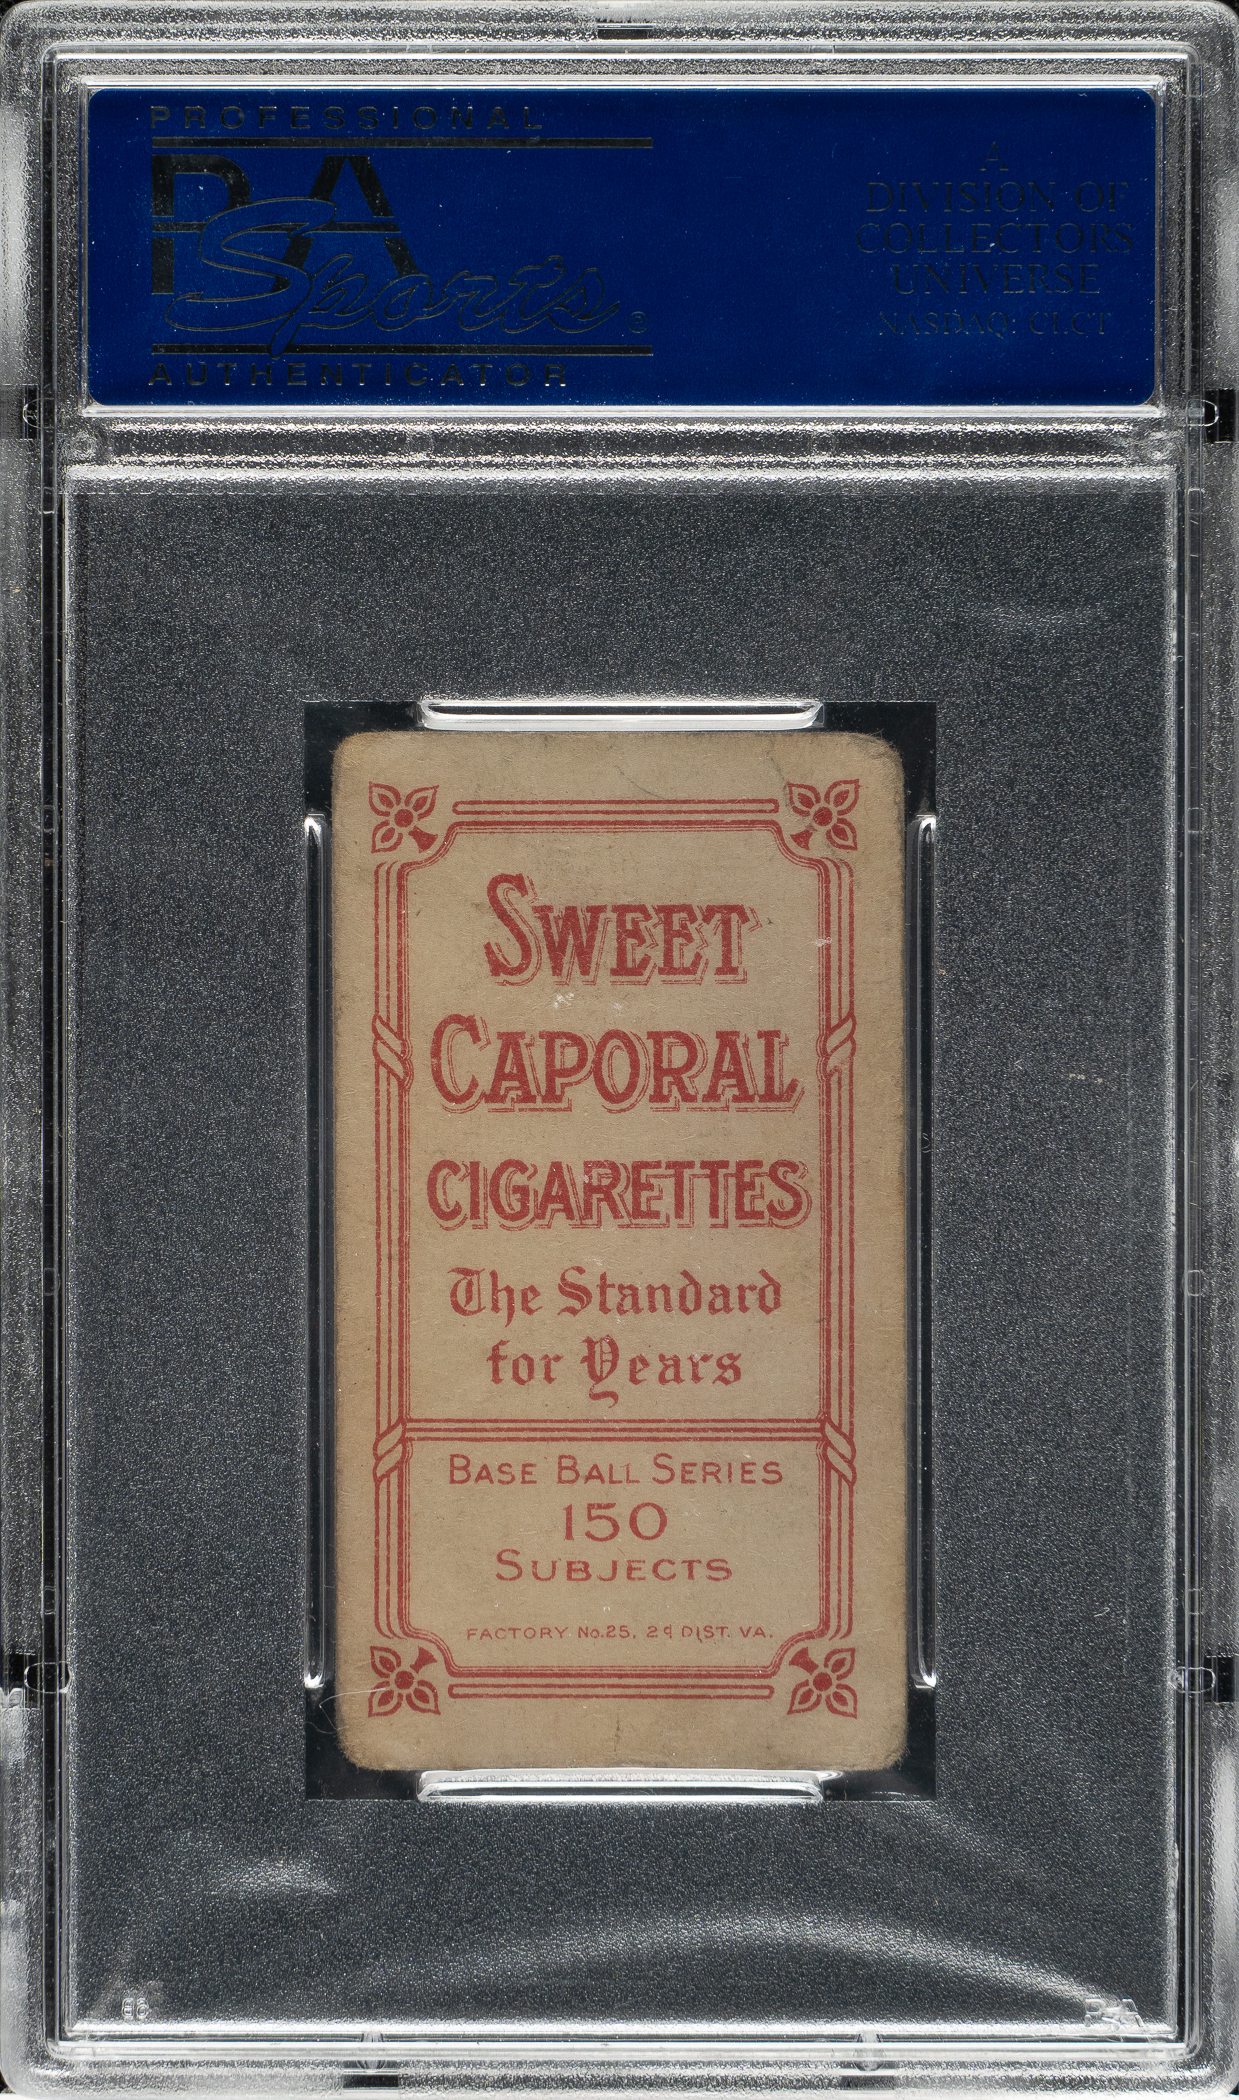 PROFESSIONAL
PSA
Sports®
AUTHENTICATOR
A
DIVISION OF
COLLECTORS
UNIVERSE
NASDAQ: CLCT
SWEET
CAPORAL
CIGARETTES
The Standard
for Years
BASE BALL SERIES
150
SUBJECTS
FACTORY No. 25, 2d DIST. VA.
PSA